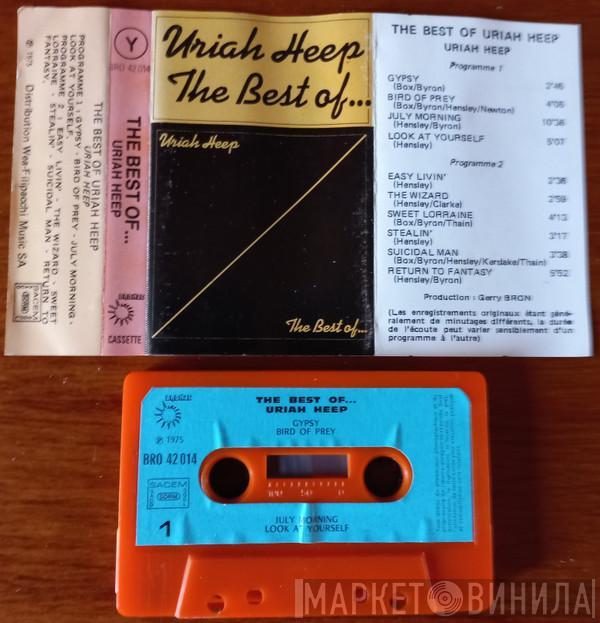 ℗ 1975 Distribution Wea-Filipacchi Music SA
THE BEST OF URIAH HEEP
URIAH HEEP
PROGRAMME 1 : GYPSY - BIRD OF PREY - JULY MORNING -
LOOK AT YOURSELF.
PROGRAMME 2 : EASY LIVIN' - THE WIZARD - SWEET
LORRAINE - STEALIN' - SUICIDAL MAN - RETURN TO
FANTASY.
SACEM
Y
BRO 42 014
THE BEST OF...
URIAH HEEP
CASSETTE
Uriah Heep
The Best of...
Uriah Heep
The Best of...
THE BEST OF URIAH HEEP
URIAH HEEP
Programme 1
GYPSY 2'46
(Box/Byron)
BIRD OF PREY 4'05
(Box/Byron/Hensley/Newton)
JULY MORNING 10'36
(Hensley/Byron)
LOOK AT YOURSELF 5'07
(Hensley)
Programme 2
EASY LIVIN' 2'36
(Hensley)
THE WIZARD 2'59
(Hensley/Clarke)
SWEET LORRAINE 4'13
(Box/Byron/Thain)
STEALIN' 3'17
(Hensley)
SUICIDAL MAN 3'38
(Box/Byron/Hensley/Kerslake/Thain)
RETURN TO FANTASY 5'52
(Hensley/Byron)
Production : Gerry BRON
(Les enregistrements originaux étant géné-
ralement de minutages différents, la durée
de l'écoute peut varier sensiblement d'un
programme à l'autre)
THE BEST OF...
URIAH HEEP
GYPSY
BIRD OF PREY
℗ 1975
BRO 42 014
SACEM
100 50 0
1
JULY MORNING
LOOK AT YOURSELF
МАРКЕТ ВИНИЛА